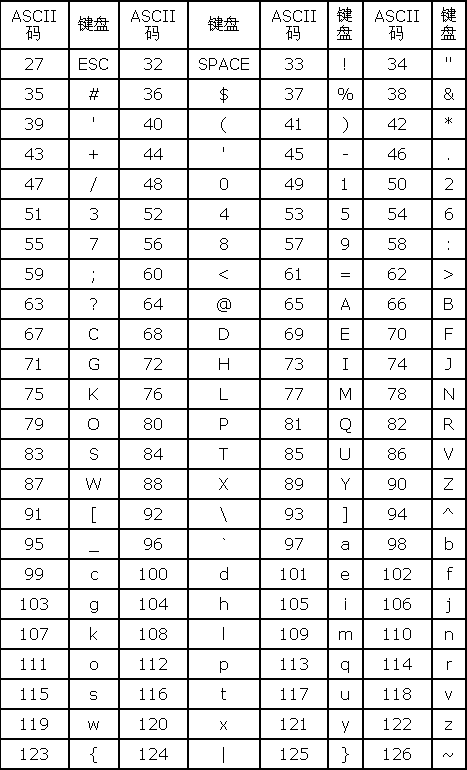 ASCII码 键盘 ASCII码 键盘 ASCII码 键盘 ASCII码 键盘
27 ESC 32 SPACE 33 ! 34 "
35 # 36 $ 37 % 38 &
39 ' 40 ( 41 ) 42 *
43 + 44 ' 45 - 46 .
47 / 48 0 49 1 50 2
51 3 52 4 53 5 54 6
55 7 56 8 57 9 58 :
59 ; 60 < 61 = 62 >
63 ? 64 @ 65 A 66 B
67 C 68 D 69 E 70 F
71 G 72 H 73 I 74 J
75 K 76 L 77 M 78 N
79 O 80 P 81 Q 82 R
83 S 84 T 85 U 86 V
87 W 88 X 89 Y 90 Z
91 [ 92 \ 93 ] 94 ^
95 _ 96 ` 97 a 98 b
99 c 100 d 101 e 102 f
103 g 104 h 105 i 106 j
107 k 108 l 109 m 110 n
111 o 112 p 113 q 114 r
115 s 116 t 117 u 118 v
119 w 120 x 121 y 122 z
123 { 124 | 125 } 126 ~